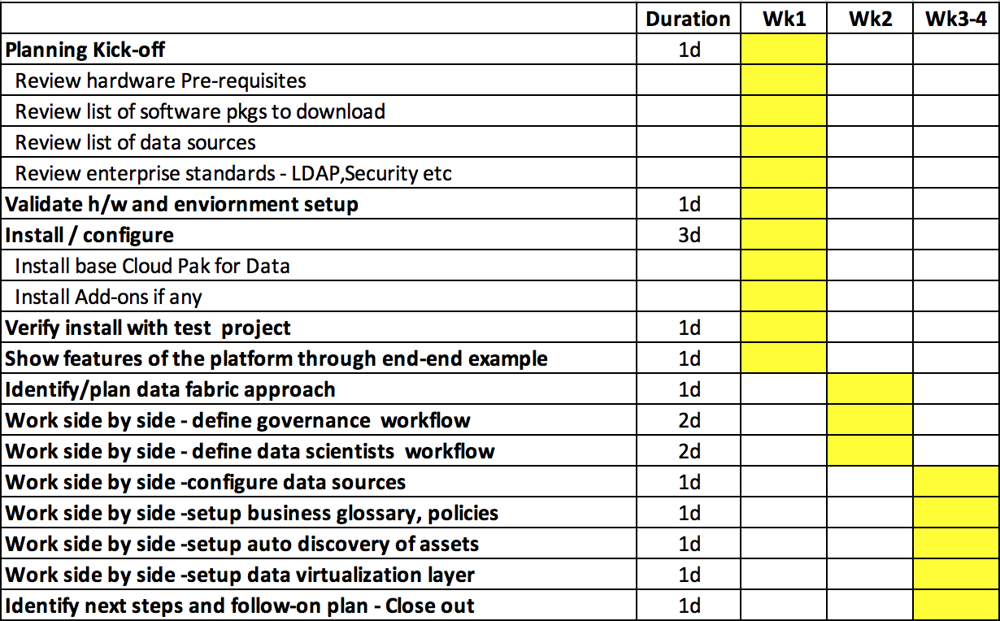 Duration Wk1 Wk2 Wk3-4
Planning Kick-off 1d
Review hardware Pre-requisites
Review list of software pkgs to download
Review list of data sources
Review enterprise standards - LDAP,Security etc
Validate h/w and enviornment setup 1d
Install / configure 3d
Install base Cloud Pak for Data
Install Add-ons if any
Verify install with test project 1d
Show features of the platform through end-end example 1d
Identify/plan data fabric approach 1d
Work side by side - define governance workflow 2d
Work side by side - define data scientists workflow 2d
Work side by side -configure data sources 1d
Work side by side -setup business glossary, policies 1d
Work side by side -setup auto discovery of assets 1d
Work side by side -setup data virtualization layer 1d
Identify next steps and follow-on plan - Close out 1d